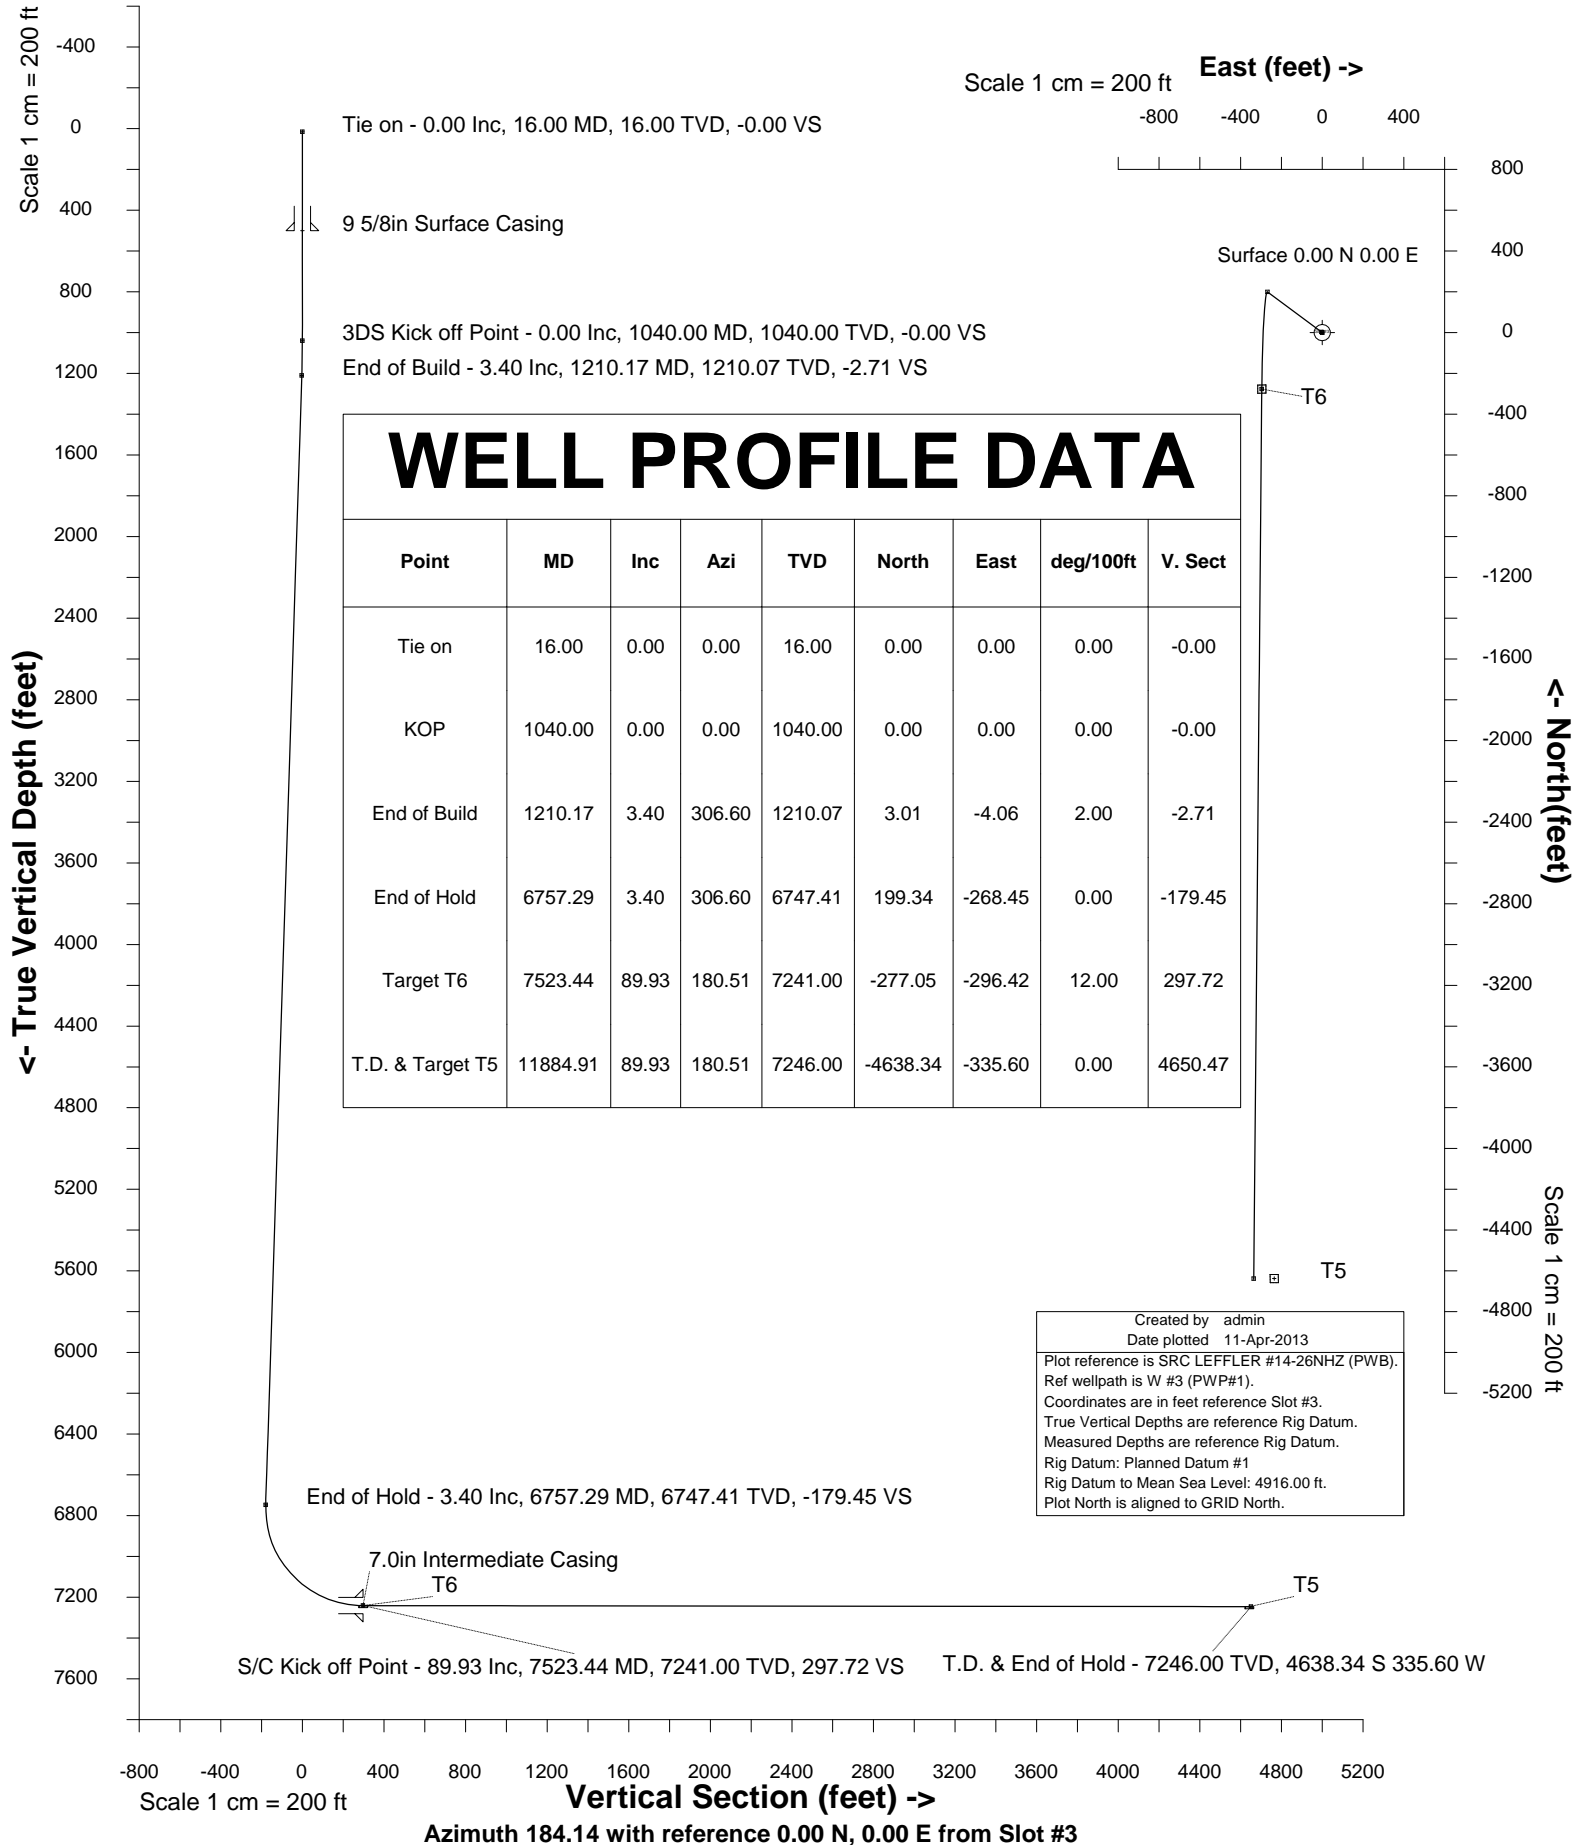 Scale 1 cm = 200 ft
<- True Vertical Depth (feet)
-400
0
400
800
1200
1600
2000
2400
2800
3200
3600
4000
4400
4800
5200
5600
6000
6400
6800
7200
7600
Tie on - 0.00 Inc, 16.00 MD, 16.00 TVD, -0.00 VS
9 5/8in Surface Casing
3DS Kick off Point - 0.00 Inc, 1040.00 MD, 1040.00 TVD, -0.00 VS
End of Build - 3.40 Inc, 1210.17 MD, 1210.07 TVD, -2.71 VS
Scale 1 cm = 200 ft
East (feet) ->
-800 -400 0 400
800
400
0
-400
-800
-1200
-1600
-2000
-2400
-2800
-3200
-3600
-4000
-4400
-4800
-5200
<- North(feet)
Scale 1 cm = 200 ft
Surface 0.00 N 0.00 E
T6
T5
WELL PROFILE DATA
Point MD Inc Azi TVD North East deg/100ft V. Sect
Tie on 16.00 0.00 0.00 16.00 0.00 0.00 0.00 -0.00
KOP 1040.00 0.00 0.00 1040.00 0.00 0.00 0.00 -0.00
End of Build 1210.17 3.40 306.60 1210.07 3.01 -4.06 2.00 -2.71
End of Hold 6757.29 3.40 306.60 6747.41 199.34 -268.45 0.00 -179.45
Target T6 7523.44 89.93 180.51 7241.00 -277.05 -296.42 12.00 297.72
T.D. & Target T5 11884.91 89.93 180.51 7246.00 -4638.34 -335.60 0.00 4650.47
Created by admin
Date plotted 11-Apr-2013
Plot reference is SRC LEFFLER #14-26NHZ (PWB).
Ref wellpath is W #3 (PWP#1).
Coordinates are in feet reference Slot #3.
True Vertical Depths are reference Rig Datum.
Measured Depths are reference Rig Datum.
Rig Datum: Planned Datum #1
Rig Datum to Mean Sea Level: 4916.00 ft.
Plot North is aligned to GRID North.
End of Hold - 3.40 Inc, 6757.29 MD, 6747.41 TVD, -179.45 VS
7.0in Intermediate Casing
T6
T5
S/C Kick off Point - 89.93 Inc, 7523.44 MD, 7241.00 TVD, 297.72 VS
T.D. & End of Hold - 7246.00 TVD, 4638.34 S 335.60 W
-800 -400 0 400 800 1200 1600 2000 2400 2800 3200 3600 4000 4400 4800 5200
Scale 1 cm = 200 ft
Vertical Section (feet) ->
Azimuth 184.14 with reference 0.00 N, 0.00 E from Slot #3